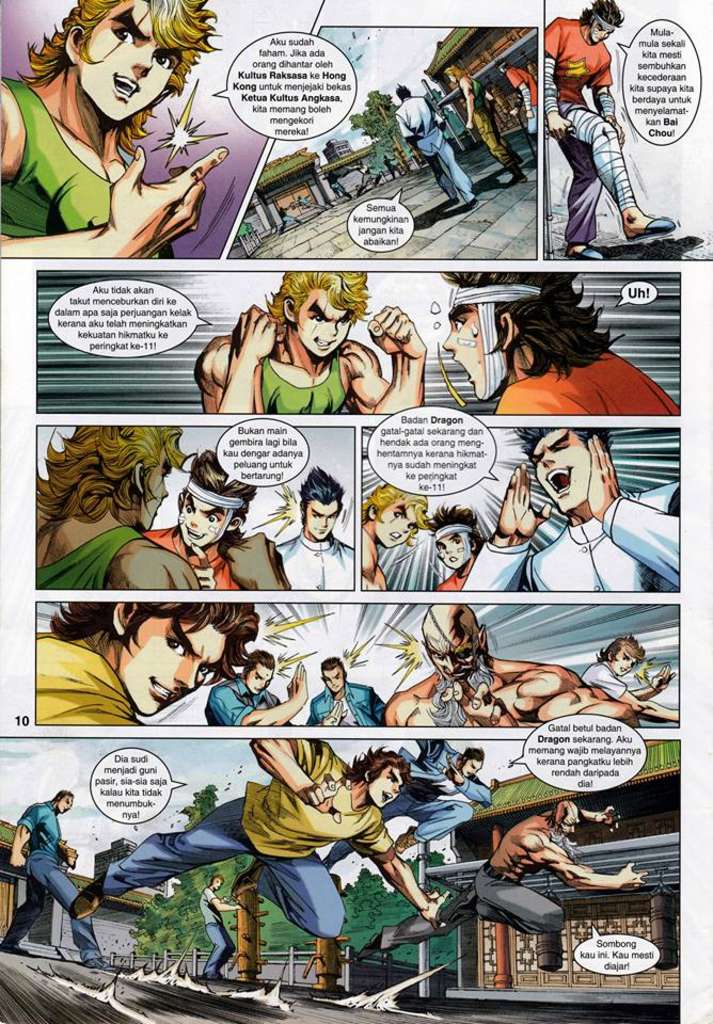 Aku sudah
faham. Jika ada
orang dihantar oleh
Kultus Raksasa ke Hong
Kong untuk menjejaki bekas
Ketua Kultus Angkasa,
kita memang boleh
mengekori
mereka!
Semua
kemungkinan
jangan kita
abaikan!
Mula-
mula sekali
kita mesti
sembuhkan
kecederaan
kita supaya kita
berdaya untuk
menyelamat-
kan Bai
Chou!
Aku tidak akan
takut menceburkan diri ke
dalam apa saja perjuangan kelak
kerana aku telah meningkatkan
kekuatan hikmatku ke
peringkat ke-11!
Uh!
Bukan main
gembira lagi bila
kau dengar adanya
peluang untuk
bertarung!
Badan Dragon
gatal-gatal sekarang dan
hendak ada orang meng-
hentamnya kerana hikmat-
nya sudah meningkat
ke peringkat
ke-11!
10
Dia sudi
menjadi guni
pasir, sia-sia saja
kalau kita tidak
menumbuk-
nya!
Gatal betul badan
Dragon sekarang. Aku
memang wajib melayannya
kerana pangkatku lebih
rendah daripada
dia!
Sombong
kau ini. Kau mesti
diajar!